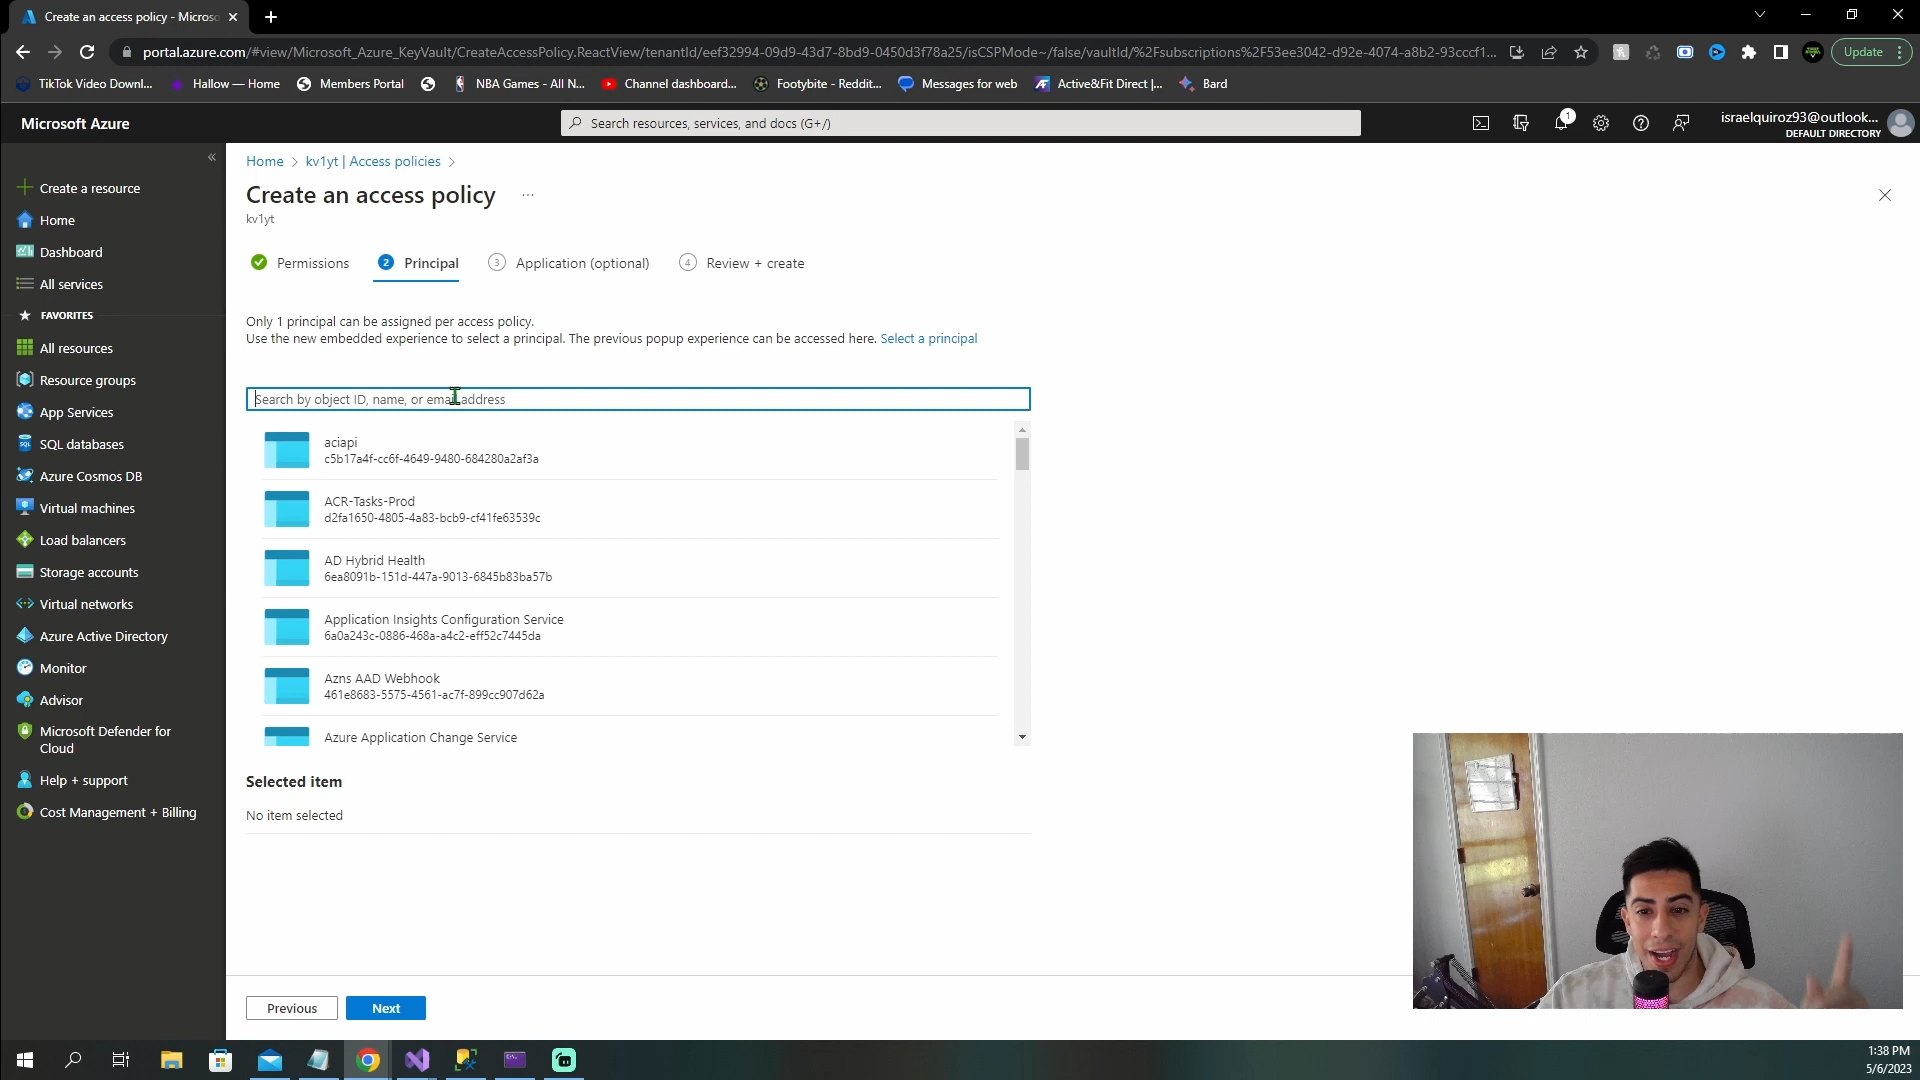 Create an access policy - Micros
portal.azure.com/#view/Microsoft_Azure_KeyVault/CreateAccessPolicy.ReactView/tenantId/eef32994-09d9-43d7-8bd9-0450d3f78a25/isCSPMode~/false/vaultId/%2Fsubscriptions%2F53ee3042-d92e-4074-a8b2-93cccf1...
Update
TikTok Video Downl...
Hallow — Home
Members Portal
NBA Games - All N...
Channel dashboard...
Footybite - Reddit...
Messages for web
Active&Fit Direct |...
Bard
Microsoft Azure
Search resources, services, and docs (G+/)
1
israelquiroz93@outlook...
DEFAULT DIRECTORY
Create a resource
Home
Dashboard
All services
FAVORITES
All resources
Resource groups
App Services
SQL databases
Azure Cosmos DB
Virtual machines
Load balancers
Storage accounts
Virtual networks
Azure Active Directory
Monitor
Advisor
Microsoft Defender for
Cloud
Help + support
Cost Management + Billing
Home > kv1yt | Access policies >
Create an access policy ...
kv1yt
Permissions
2 Principal
3 Application (optional)
4 Review + create
Only 1 principal can be assigned per access policy.
Use the new embedded experience to select a principal. The previous popup experience can be accessed here. Select a principal
Search by object ID, name, or email address
aciapi
c5b17a4f-cc6f-4649-9480-684280a2af3a
ACR-Tasks-Prod
d2fa1650-4805-4a83-bcb9-cf41fe63539c
AD Hybrid Health
6ea8091b-151d-447a-9013-6845b83ba57b
Application Insights Configuration Service
6a0a243c-0886-468a-a4c2-eff52c7445da
Azns AAD Webhook
461e8683-5575-4561-ac7f-899cc907d62a
Azure Application Change Service
Selected item
No item selected
Previous
Next
1:38 PM
5/6/2023